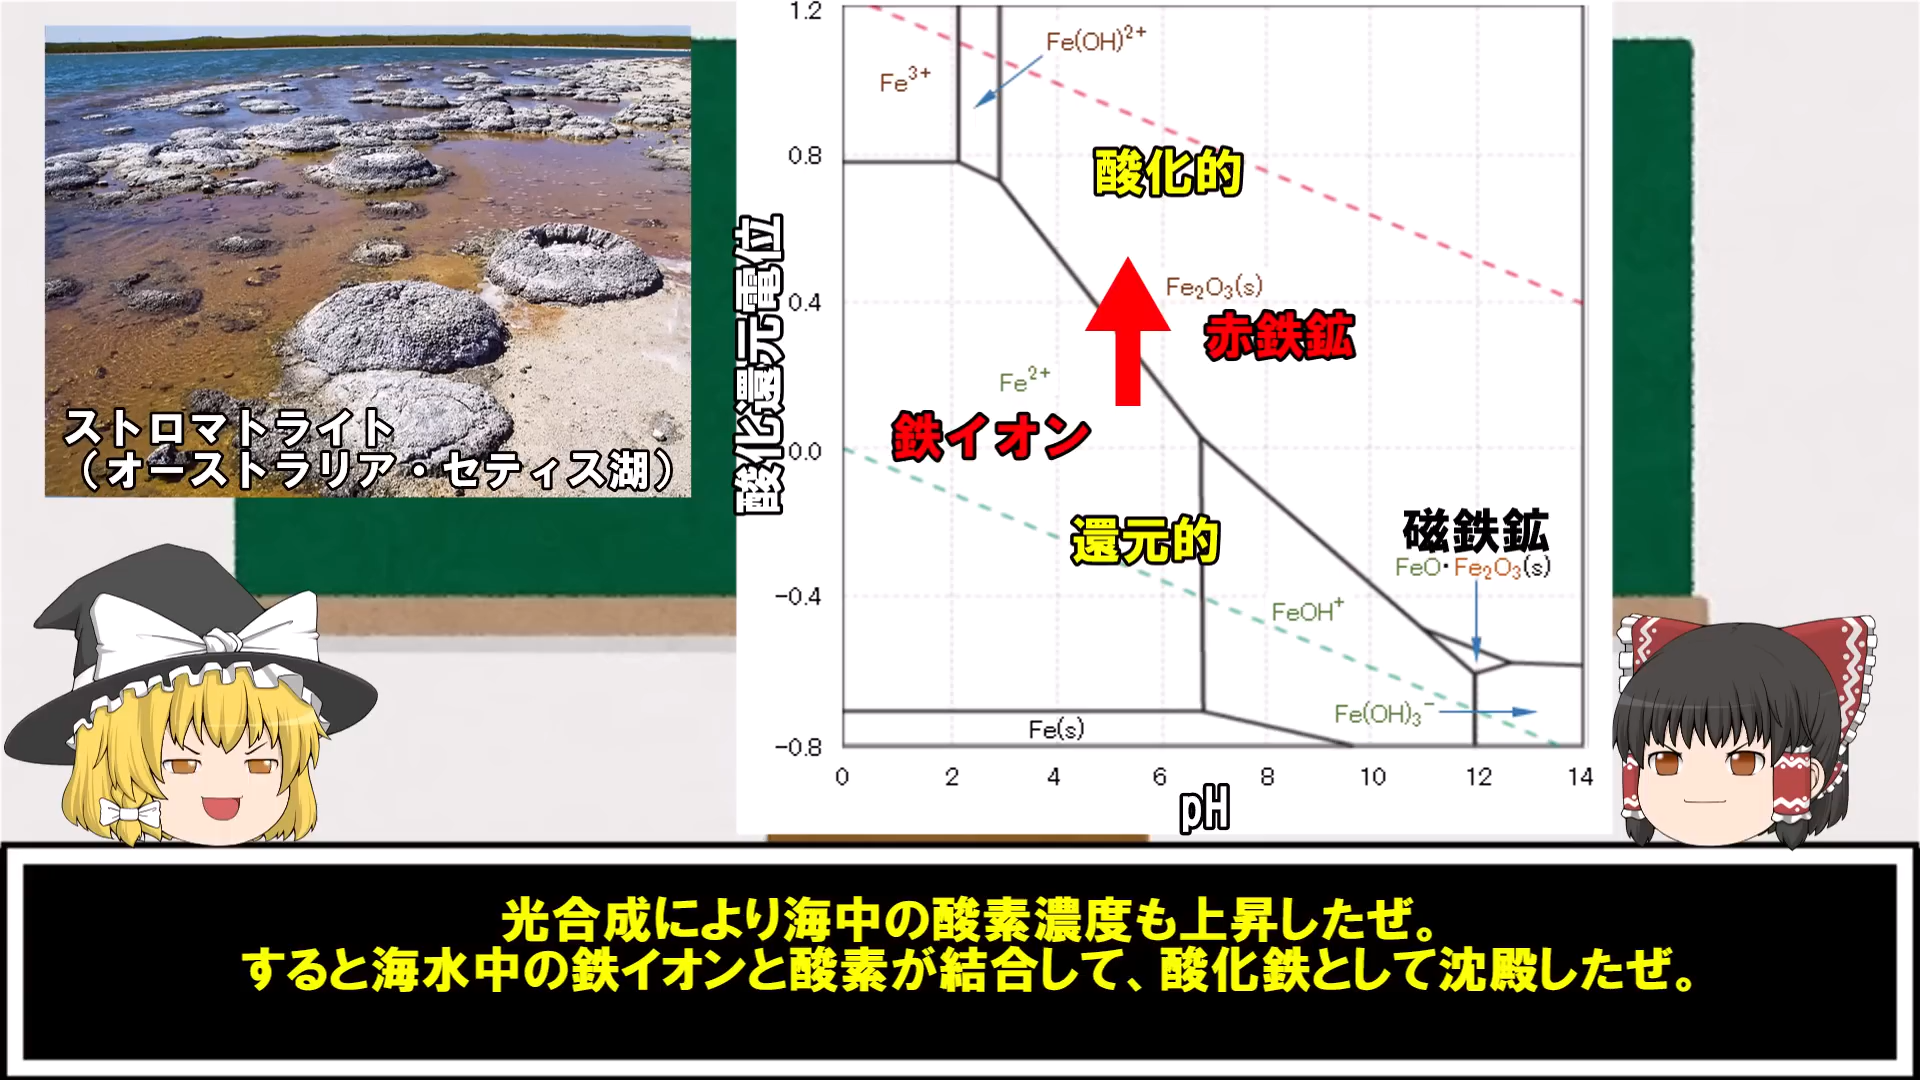 ストロマトライト
（オーストラリア・セティス湖）
酸化還元電位
1.2
0.8
0.4
0.0
−0.4
−0.8
Fe³⁺
Fe(OH)²⁺
酸化的
Fe₂O₃(s)
赤鉄鉱
Fe²⁺
鉄イオン
還元的
磁鉄鉱
FeO・Fe₂O₃(s)
FeOH⁺
Fe(OH)₃⁻
Fe(s)
0 2 4 6 8 10 12 14
pH
光合成により海中の酸素濃度も上昇したぜ。
すると海水中の鉄イオンと酸素が結合して、酸化鉄として沈殿したぜ。